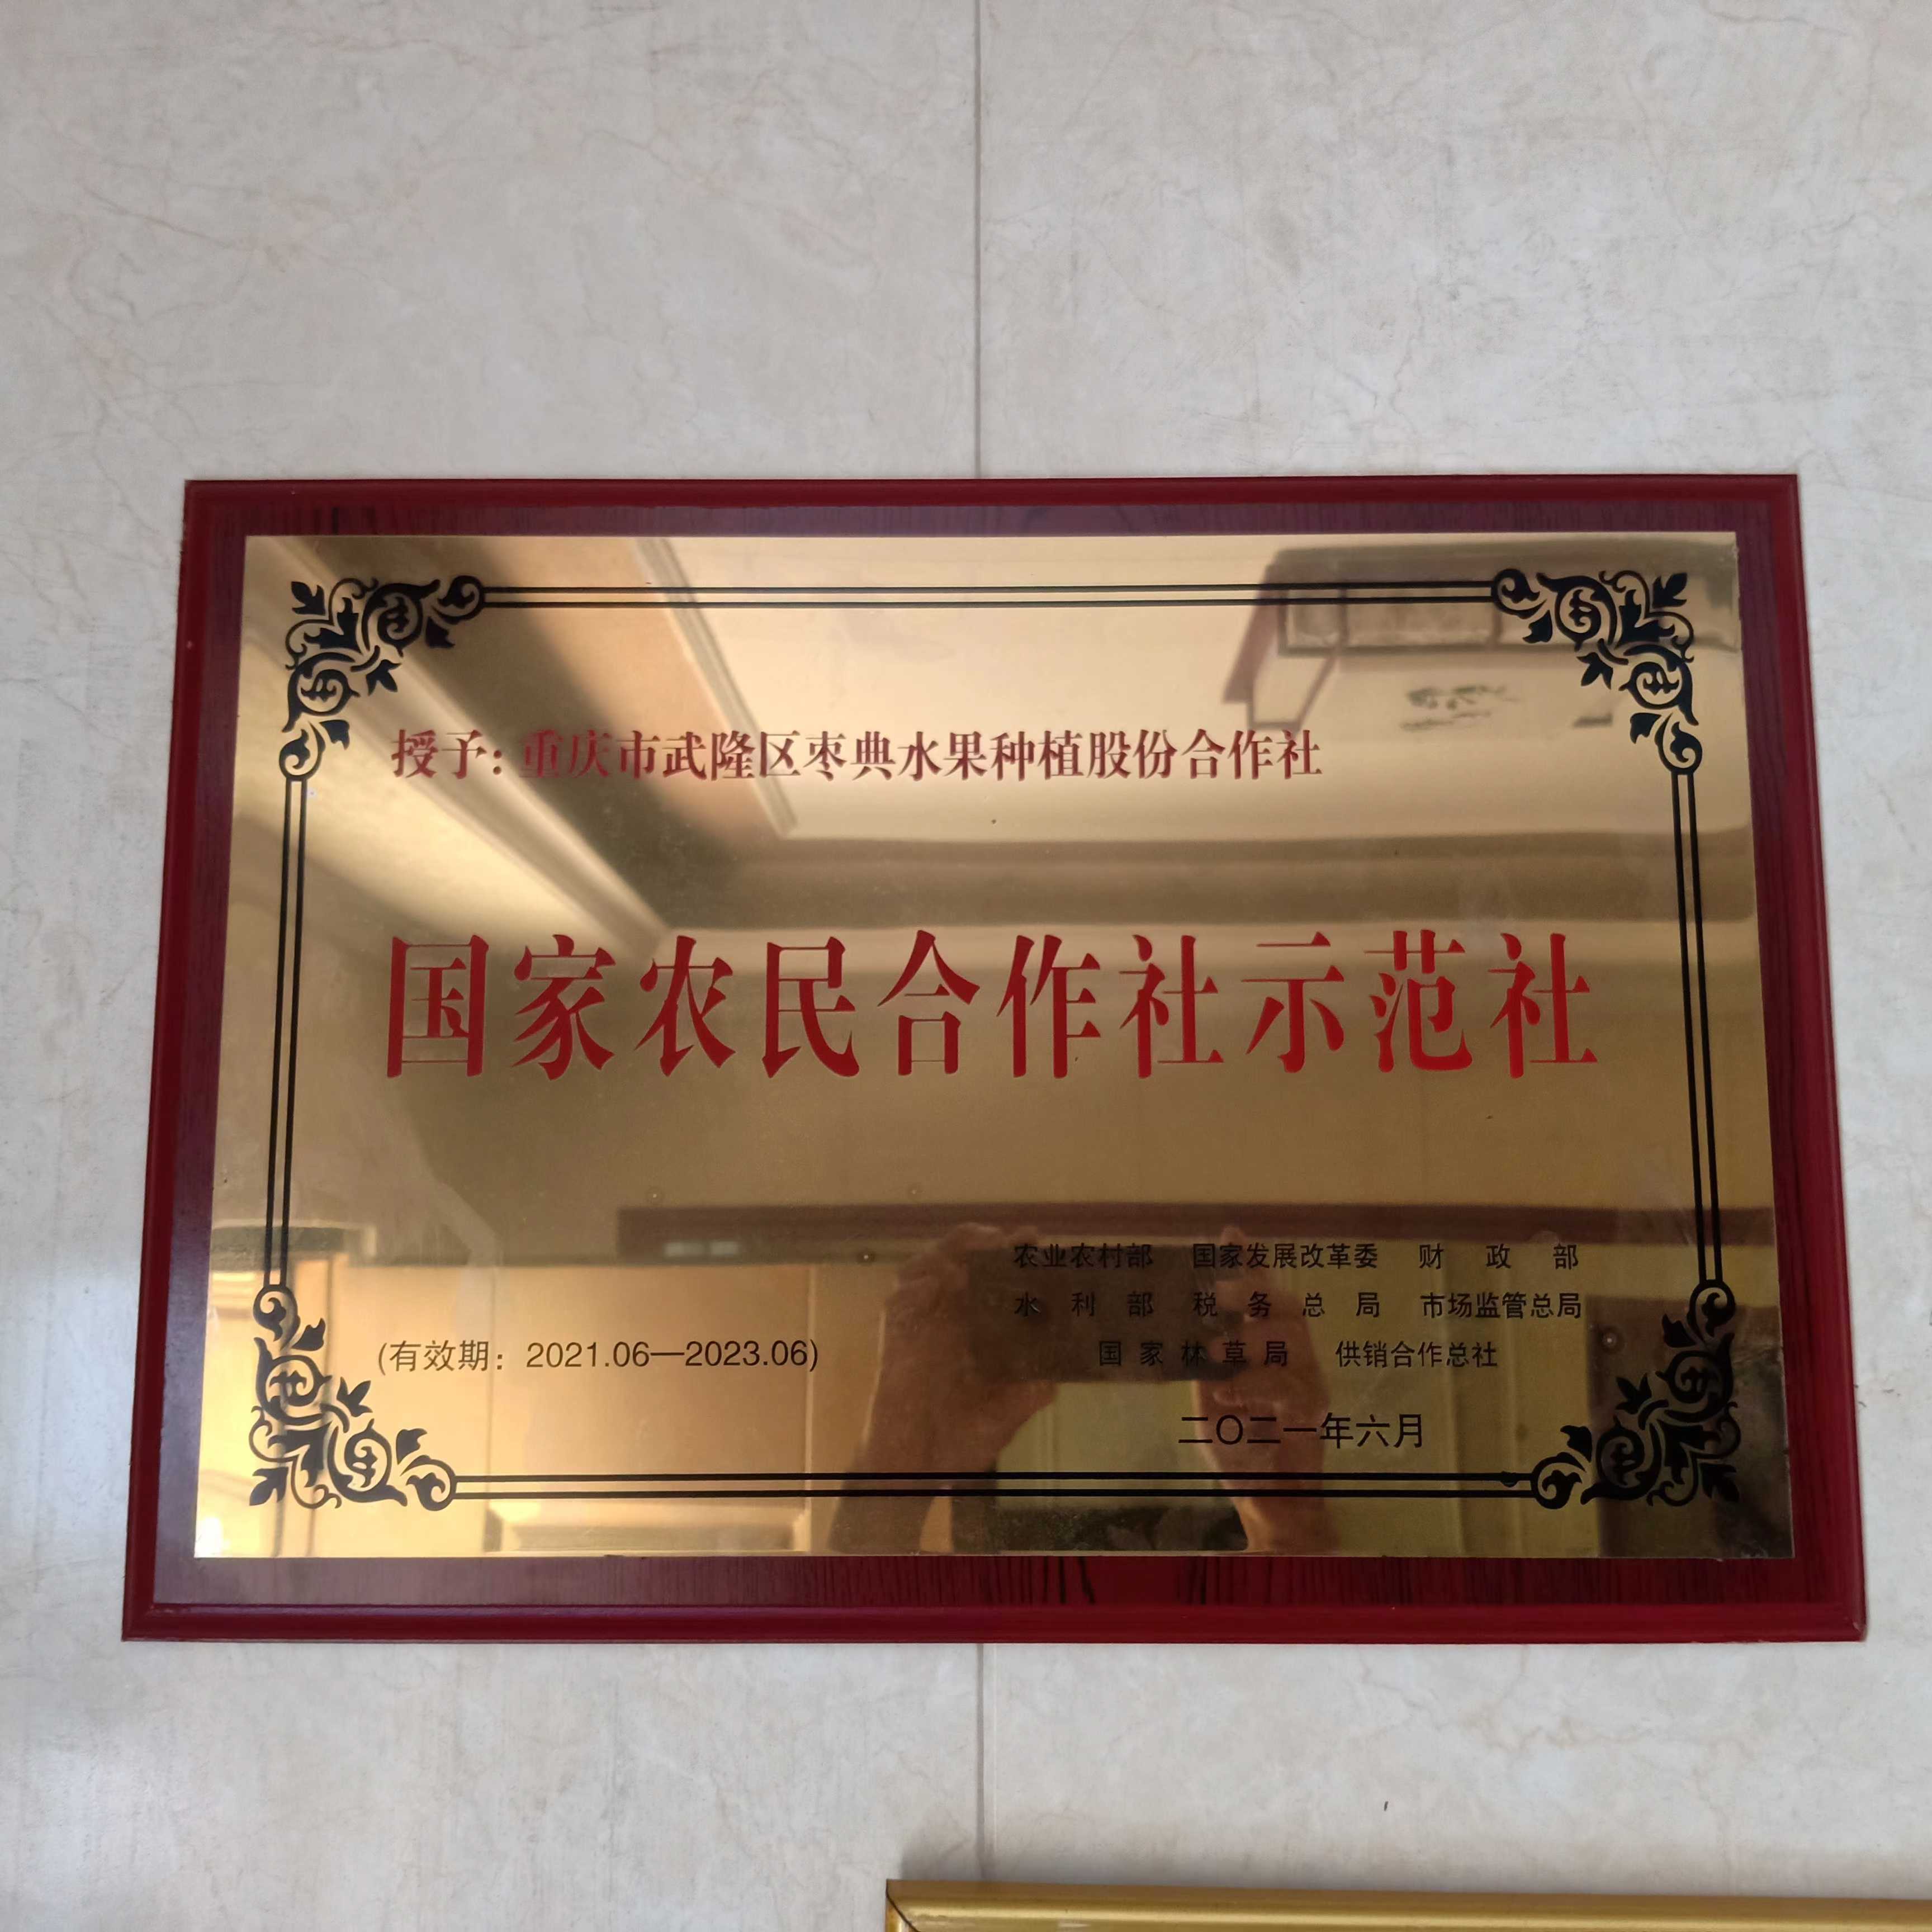 授予：重庆市武隆区枣典水果种植股份合作社
国家农民合作社示范社
农业农村部 国家发展改革委 财政部
水利部 税务总局 市场监管总局
(有效期：2021.06—2023.06) 国家林草局 供销合作总社
二〇二一年六月